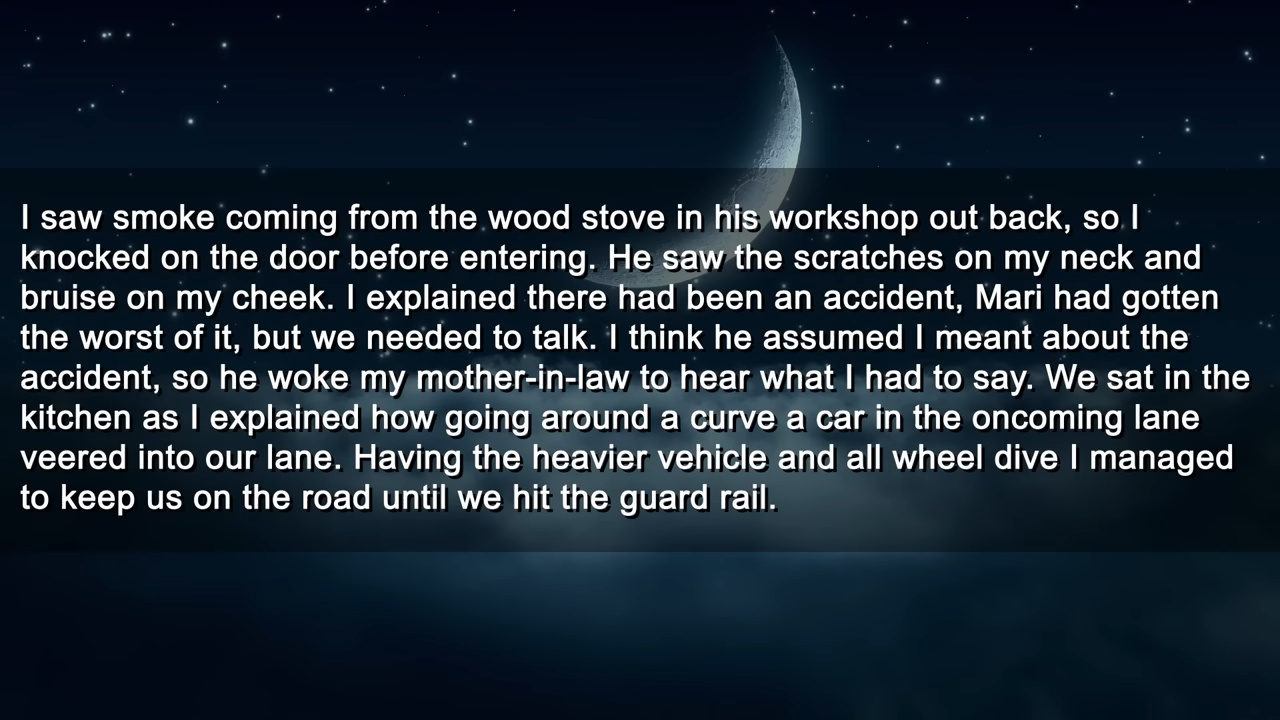 I saw smoke coming from the wood stove in his workshop out back, so I
knocked on the door before entering. He saw the scratches on my neck and
bruise on my cheek. I explained there had been an accident, Mari had gotten
the worst of it, but we needed to talk. I think he assumed I meant about the
accident, so he woke my mother-in-law to hear what I had to say. We sat in the
kitchen as I explained how going around a curve a car in the oncoming lane
veered into our lane. Having the heavier vehicle and all wheel dive I managed
to keep us on the road until we hit the guard rail.